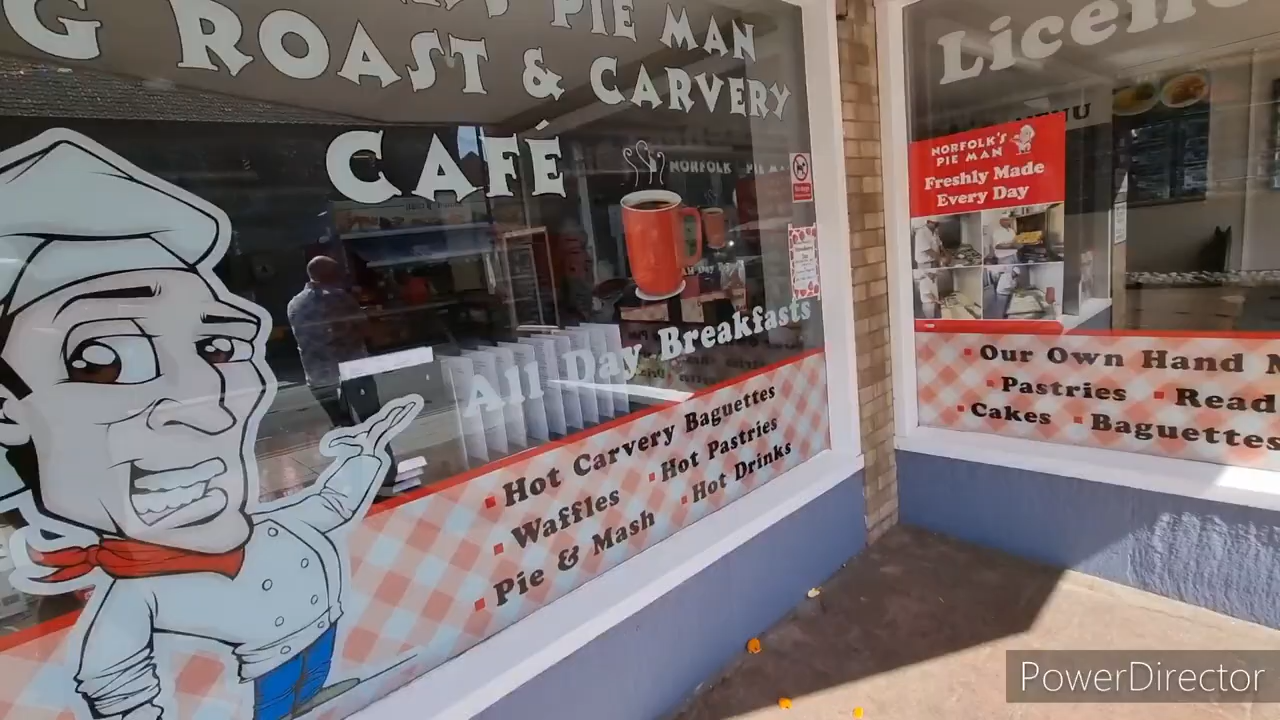 PIE MAN
G ROAST & CARVERY
CAFÉ
NORFOLK PIE MA
All Day Breakfasts
Hot Carvery Baguettes
Waffles
Hot Pastries
Pie & Mash
Hot Drinks
Licen
MENU
NORFOLK'S
PIE MAN
Freshly Made
Every Day
Our Own Hand M
Pastries
Read
Cakes
Baguettes
PowerDirector